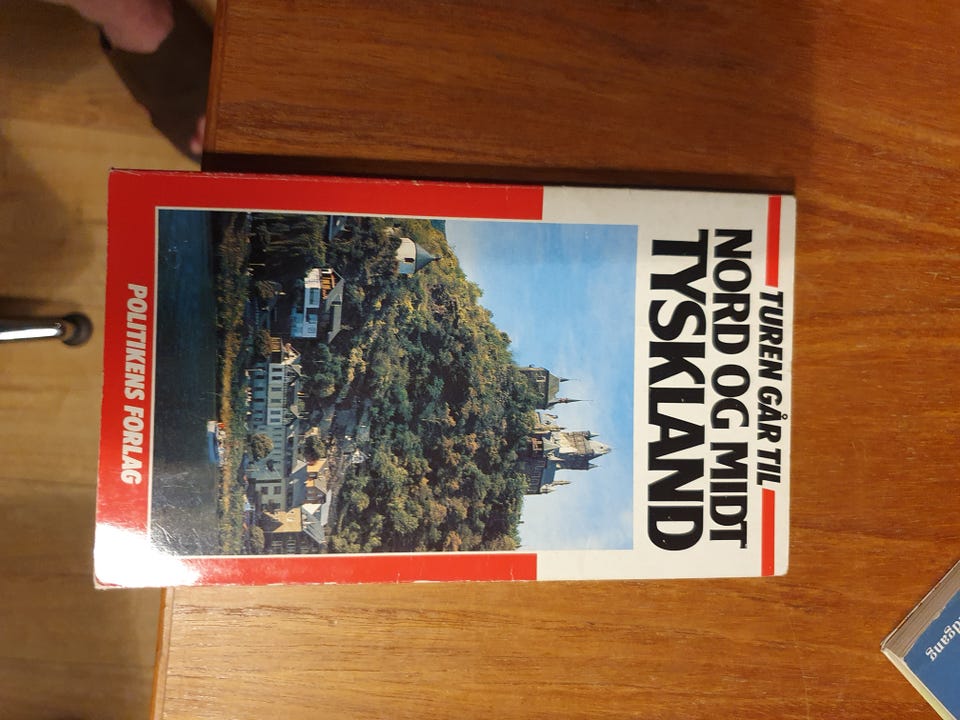 TUREN GÅR TIL
NORD OG MIDT
TYSKLAND
POLITIKENS FORLAG